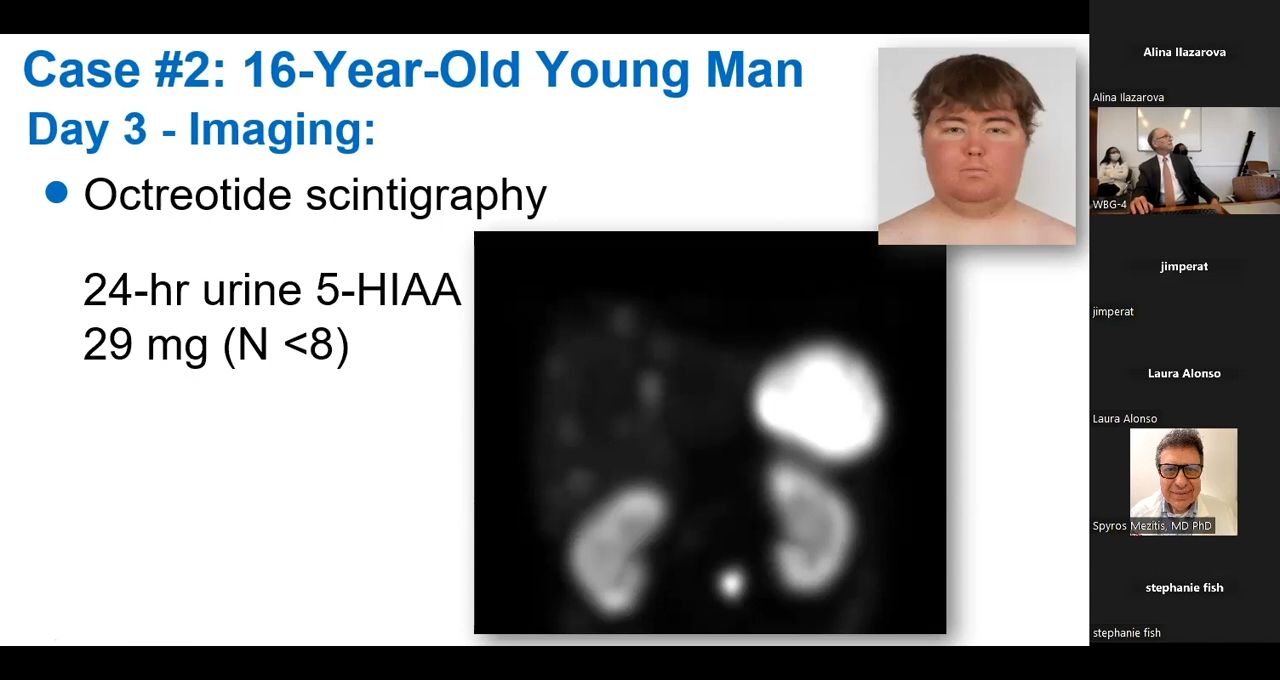 Case #2: 16-Year-Old Young Man
Day 3 - Imaging:
Octreotide scintigraphy
24-hr urine 5-HIAA
29 mg (N <8)
Alina Ilazarova
Alina Ilazarova
WBG-4
jimperat
jimperat
Laura Alonso
Laura Alonso
Spyros Mezitis, MD PhD
stephanie fish
stephanie fish